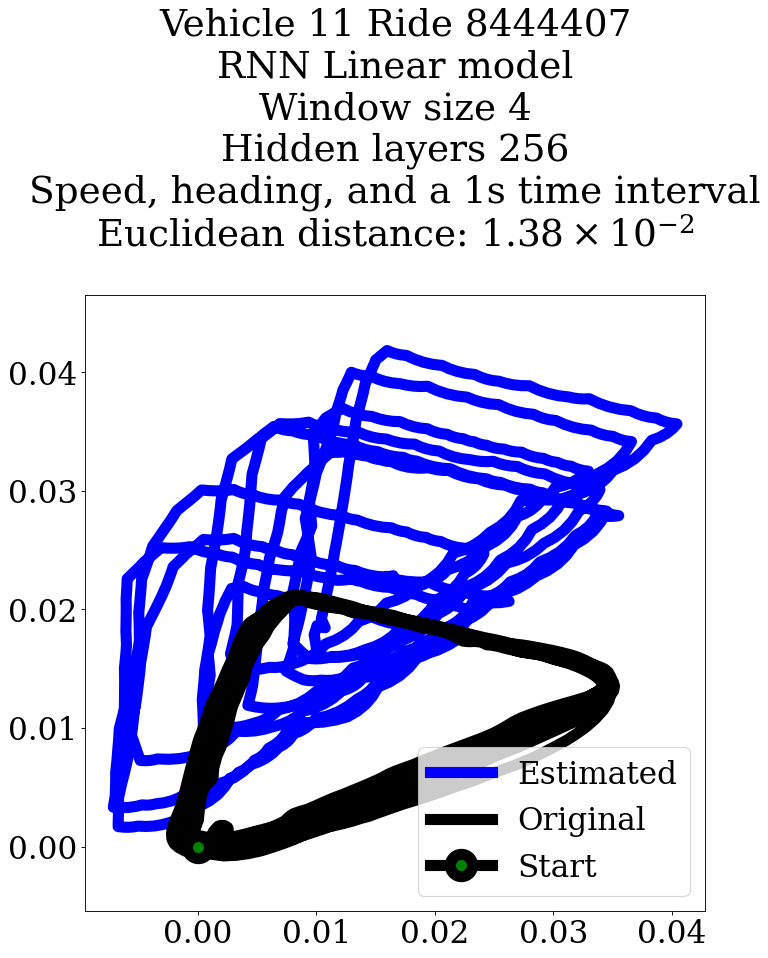 Vehicle 11 Ride 8444407
RNN Linear model
Window size 4
Hidden layers 256
Speed, heading, and a 1s time interval
Euclidean distance: 1.38 × 10⁻²
0.04
0.03
0.02
0.01
0.00
Estimated
Original
Start
0.00 0.01 0.02 0.03 0.04